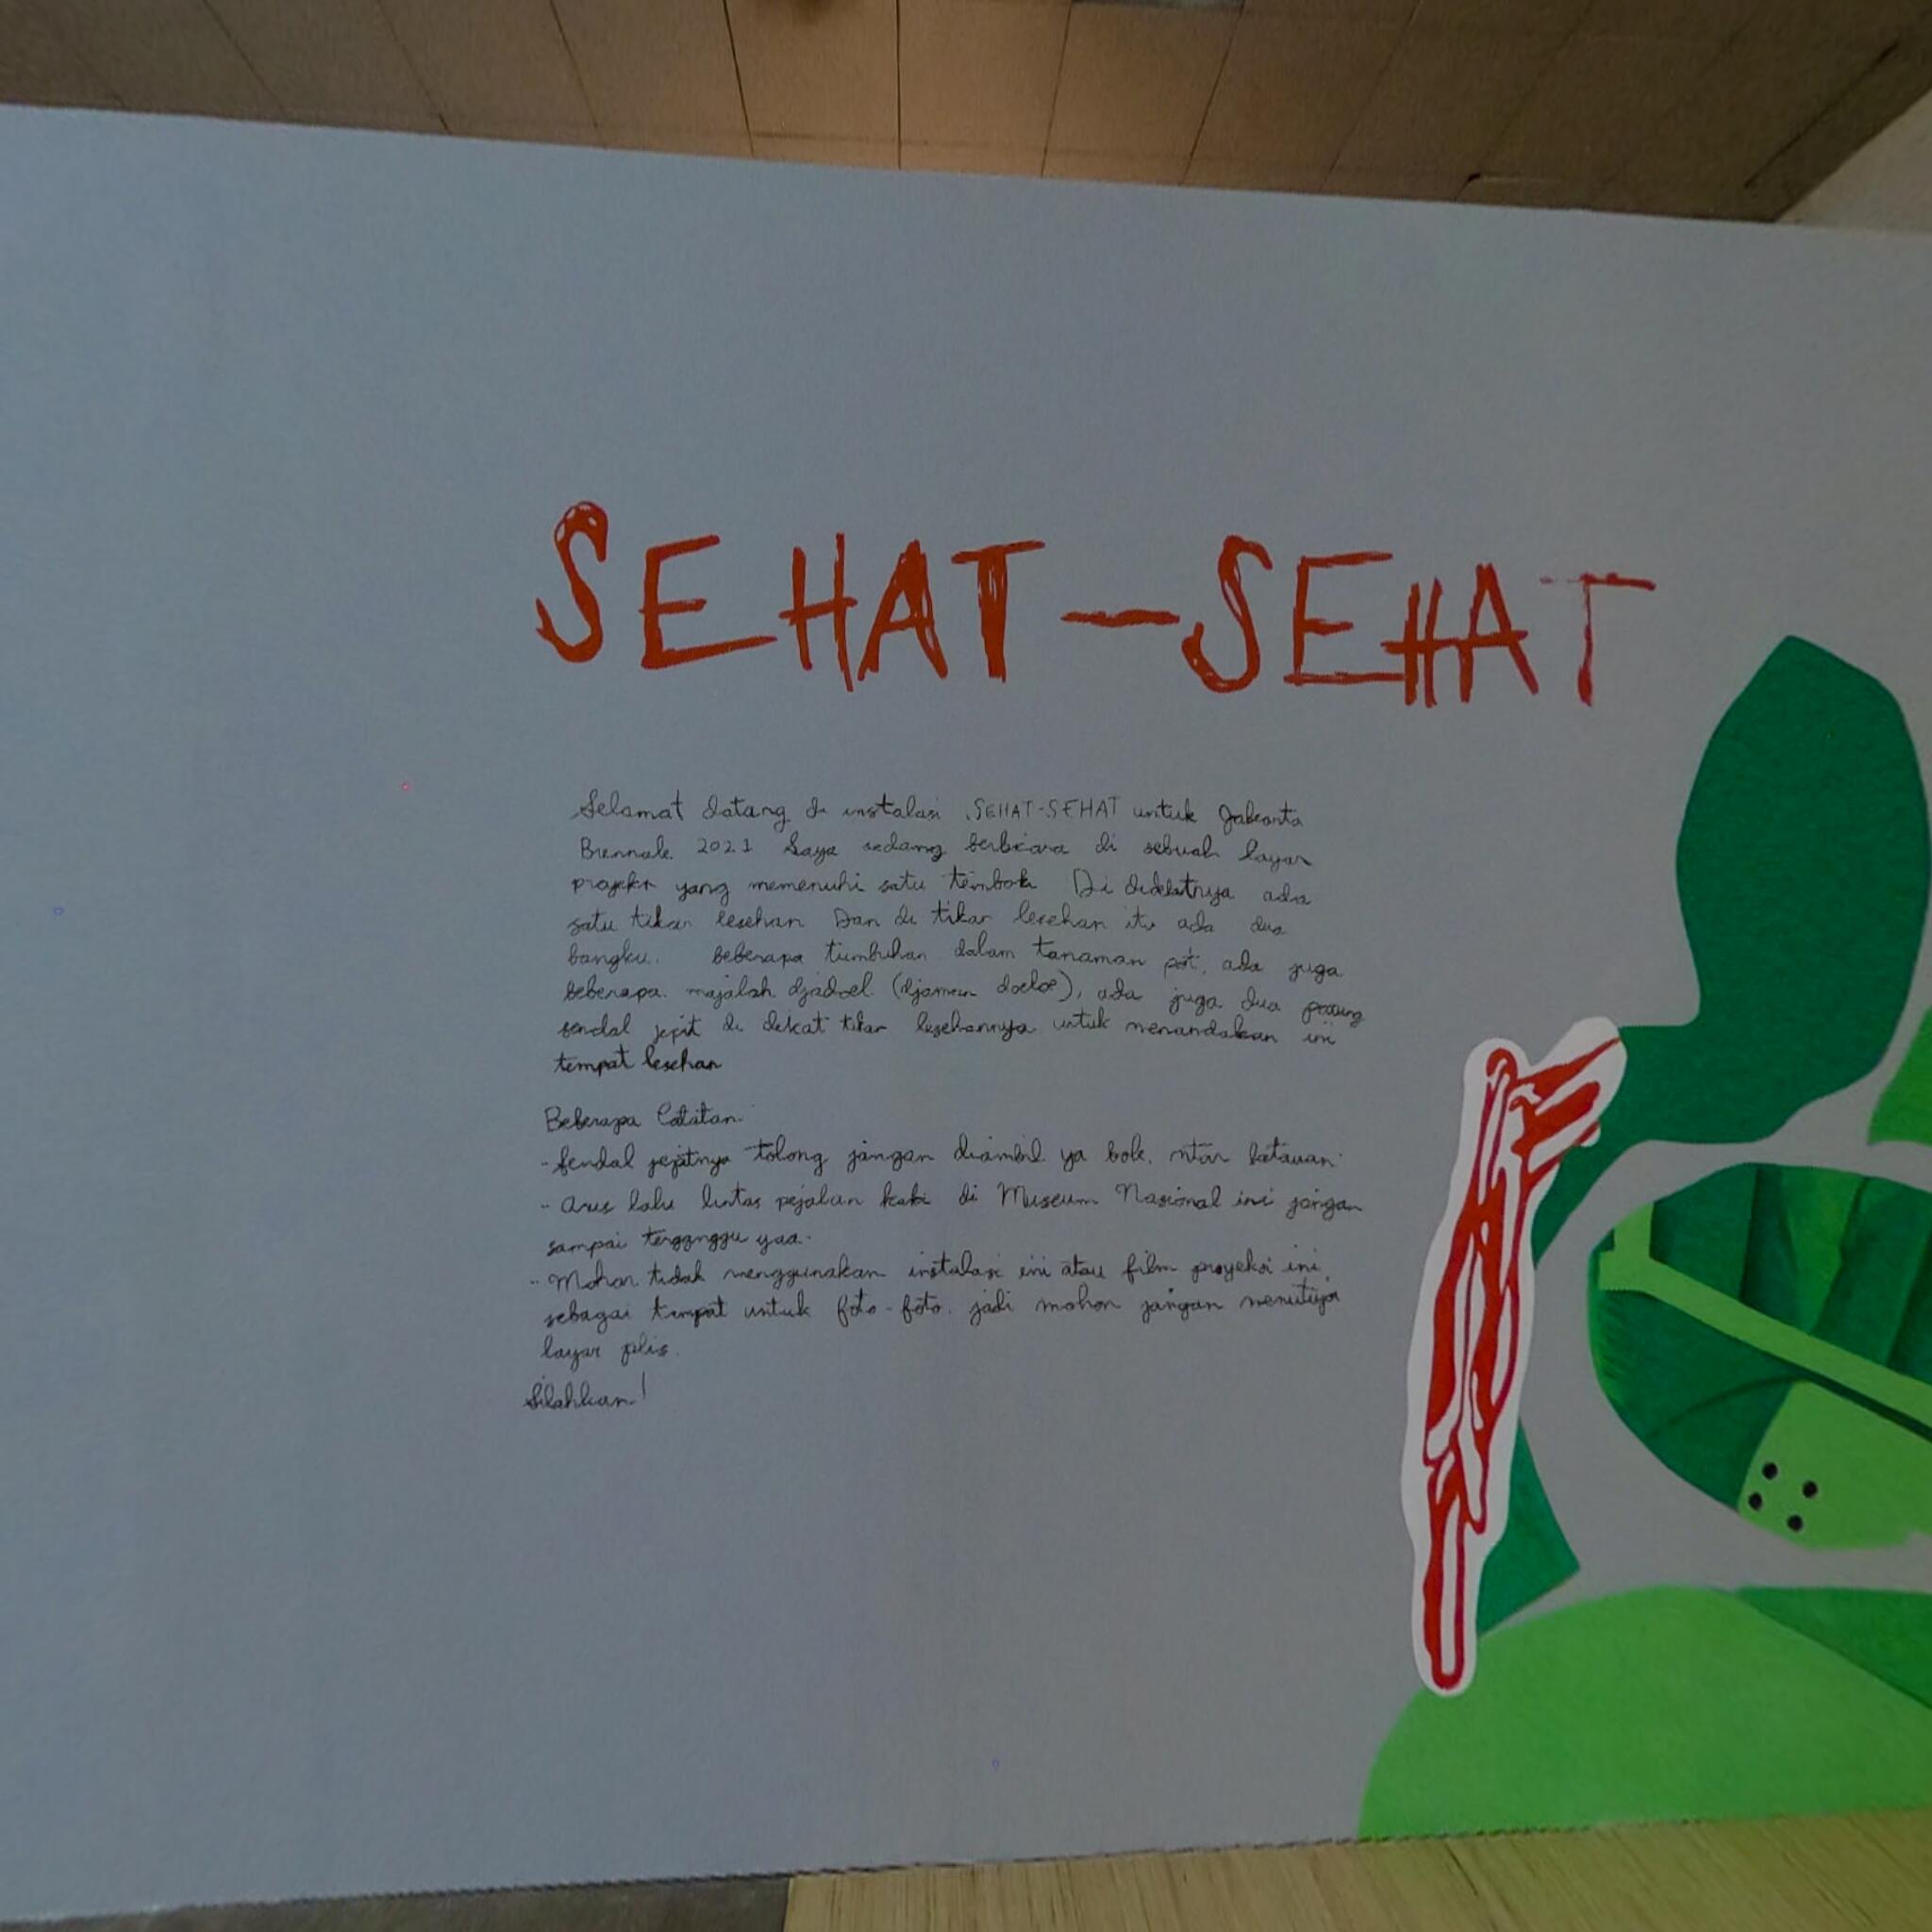 SEHAT-SEHAT
Selamat datang di instalasi SEHAT-SEHAT untuk Jakarta
Biennale 2021 Saya sedang berbicara di sebuah layar
projektr yang memenuhi satu tembok Di didekatnya ada
satu tikar lesehan Dan di tikar lesehan itu ada dua
bangku. Beberapa tumbuhan dalam tanaman pot, ada juga
beberapa majalah djadoel (djaman doeloe), ada juga dua pasang
sendal jepit di dekat tikar lesehannya untuk menandakan ini
tempat lesehan
Beberapa Catatan
- Sendal jepitnya tolong jangan diambil ya bok, ntar ketauan
- Arus lalu lintas pejalan kaki di Museum Nasional ini jangan
sampai terganggu yaa.
- Mohon tidak menggunakan instalasi ini atau film proyeksi ini
sebagai tempat untuk foto-foto. jadi mohon jangan menutupi
layar plis.
Silahkan!